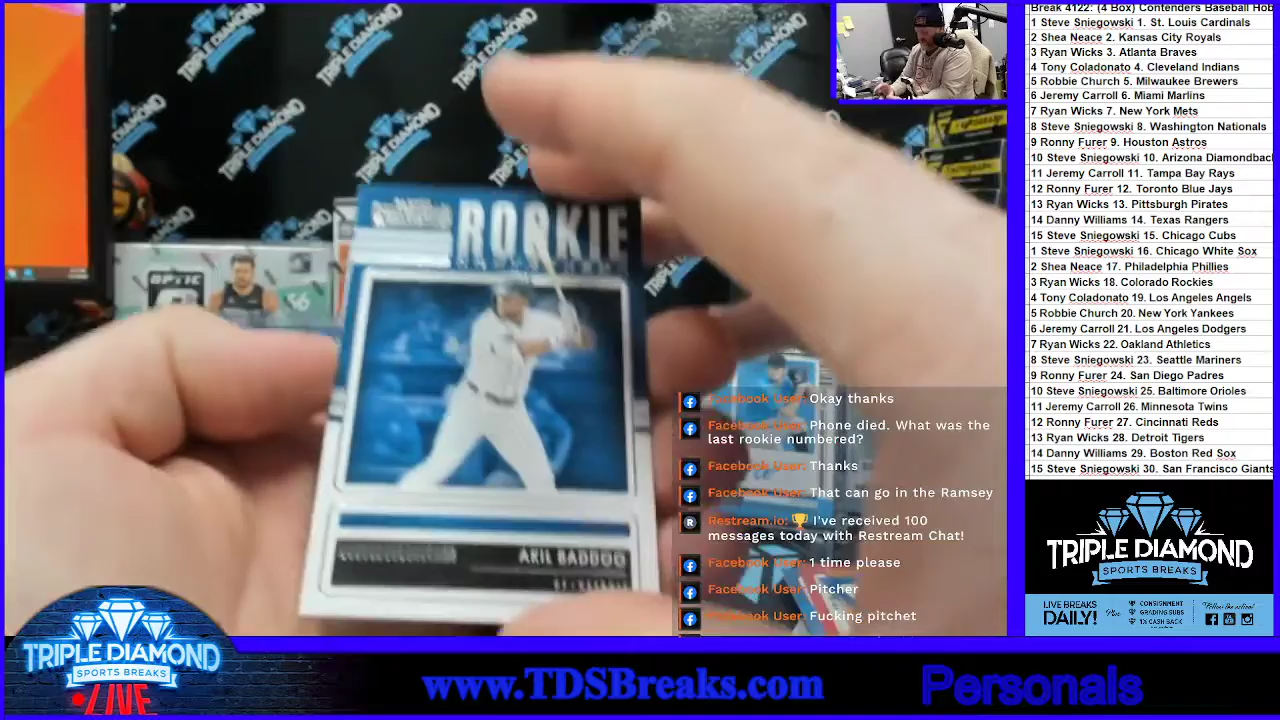 TRIPLE DIAMOND
TRIPLE DIAMOND
TRIPLE DIAMOND
OPTIC
ROOKIE
AKIL BADDOO
Break 4122: (4 Box) Contenders Baseball Hob
1 Steve Sniegowski 1. St. Louis Cardinals
2 Shea Neace 2. Kansas City Royals
3 Ryan Wicks 3. Atlanta Braves
4 Tony Coladonato 4. Cleveland Indians
5 Robbie Church 5. Milwaukee Brewers
6 Jeremy Carroll 6. Miami Marlins
7 Ryan Wicks 7. New York Mets
8 Steve Sniegowski 8. Washington Nationals
9 Ronny Furer 9. Houston Astros
10 Steve Sniegowski 10. Arizona Diamondback
11 Jeremy Carroll 11. Tampa Bay Rays
12 Ronny Furer 12. Toronto Blue Jays
13 Ryan Wicks 13. Pittsburgh Pirates
14 Danny Williams 14. Texas Rangers
15 Steve Sniegowski 15. Chicago Cubs
1 Steve Sniegowski 16. Chicago White Sox
2 Shea Neace 17. Philadelphia Phillies
3 Ryan Wicks 18. Colorado Rockies
4 Tony Coladonato 19. Los Angeles Angels
5 Robbie Church 20. New York Yankees
6 Jeremy Carroll 21. Los Angeles Dodgers
7 Ryan Wicks 22. Oakland Athletics
8 Steve Sniegowski 23. Seattle Mariners
9 Ronny Furer 24. San Diego Padres
10 Steve Sniegowski 25. Baltimore Orioles
11 Jeremy Carroll 26. Minnesota Twins
12 Ronny Furer 27. Cincinnati Reds
13 Ryan Wicks 28. Detroit Tigers
14 Danny Williams 29. Boston Red Sox
15 Steve Sniegowski 30. San Francisco Giants
Facebook User: Okay thanks
Facebook User: Phone died. What was the
last rookie numbered?
Facebook User: Thanks
Facebook User: That can go in the Ramsey
Restream.io: 🏆 I've received 100
messages today with Restream Chat!
Facebook User: 1 time please
Facebook User: Pitcher
Facebook User: Fucking pitchet
TRIPLE DIAMOND
SPORTS BREAKS
LIVE BREAKS
DAILY! Plus
CONSIGNMENT
GRADING SUBS
1% CASH BACK
Follow the action!
TRIPLE DIAMOND
SPORTS BREAKS
LIVE
www.TDSBreaks.com
Personals